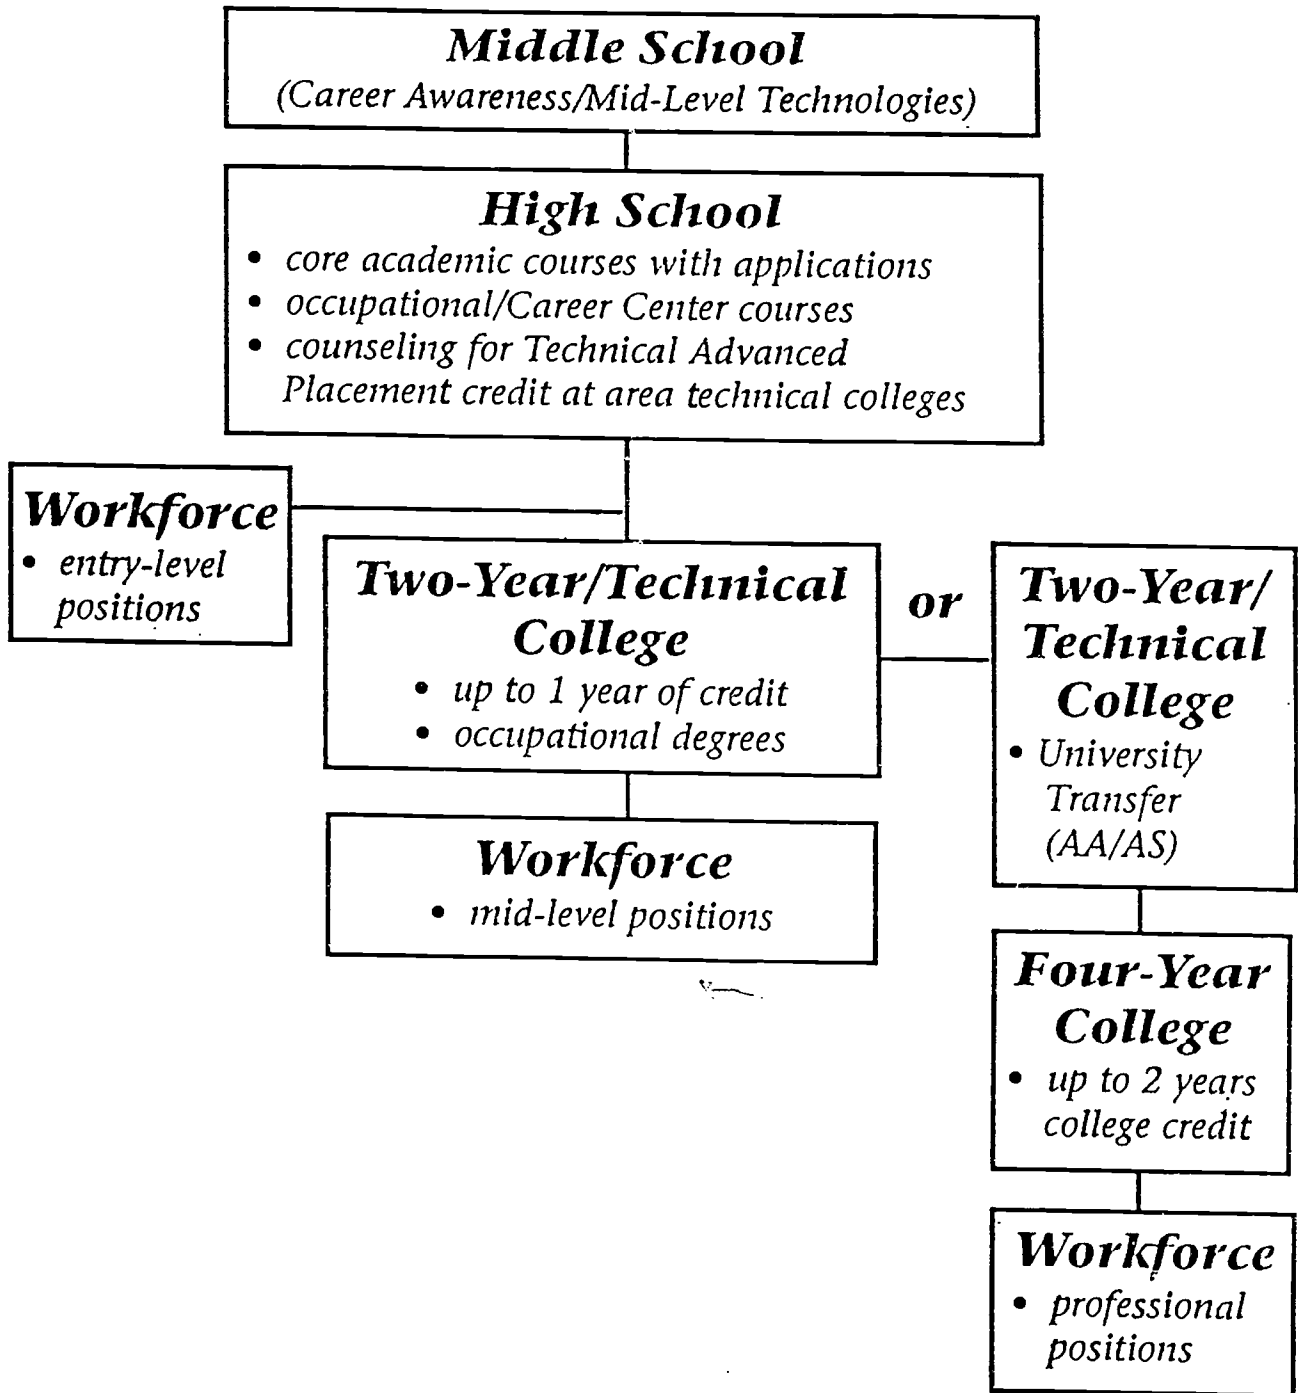 Middle School
(Career Awareness/Mid-Level Technologies)
High School
• core academic courses with applications
• occupational/Career Center courses
• counseling for Technical Advanced
Placement credit at area technical colleges
Workforce
• entry-level
positions
Two-Year/Technical
College
• up to 1 year of credit
• occupational degrees
or
Two-Year/
Technical
College
• University
Transfer
(AA/AS)
Workforce
• mid-level positions
Four-Year
College
• up to 2 years
college credit
Workforce
• professional
positions